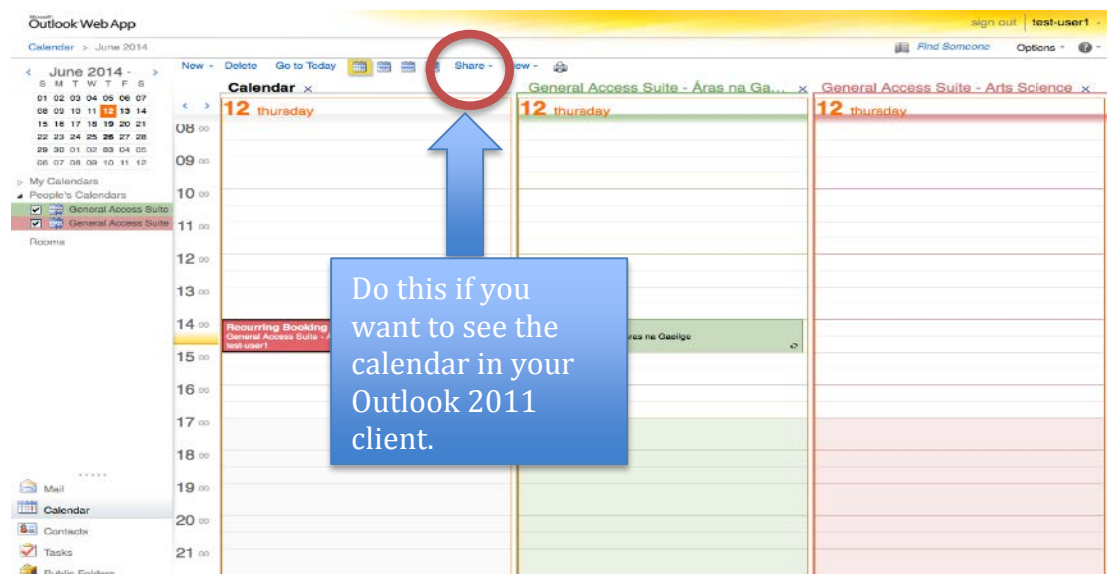 Microsoft
Outlook Web App
sign out test-user1
Calendar > June 2014
Find Someone Options
June 2014
S M T W T F S
01 02 03 04 05 06 07
08 09 10 11 12 13 14
15 16 17 18 19 20 21
22 23 24 25 26 27 28
29 30 01 02 03 04 05
06 07 08 09 10 11 12
My Calendars
People's Calendars
General Access Suite
General Access Suite
Rooms
Mail
Calendar
Contacts
Tasks
Public Folders
New Delete Go to Today Share ew
Calendar × General Access Suite - Áras na Ga... × General Access Suite - Arts Science ×
12 thursday 12 thursday 12 thursday
08 00
09 00
10 00
11 00
12 00
13 00
14 00
15 00
16 00
17 00
18 00
19 00
20 00
21 00
Recurring Booking
General Access Suite - Á
test-user1
ras na Gaeilge
Do this if you
want to see the
calendar in your
Outlook 2011
client.